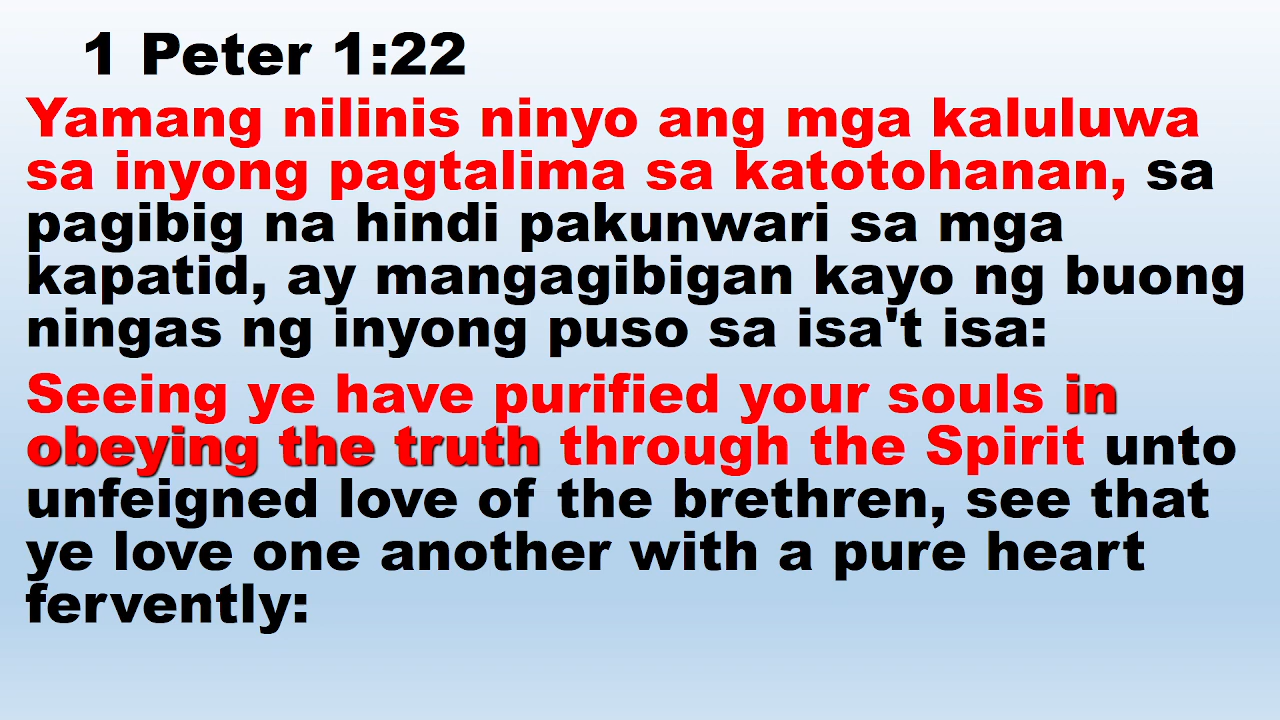 1 Peter 1:22
Yamang nilinis ninyo ang mga kaluluwa
sa inyong pagtalima sa katotohanan, sa
pagibig na hindi pakunwari sa mga
kapatid, ay mangagibigan kayo ng buong
ningas ng inyong puso sa isa't isa:
Seeing ye have purified your souls in
obeying the truth through the Spirit unto
unfeigned love of the brethren, see that
ye love one another with a pure heart
fervently: